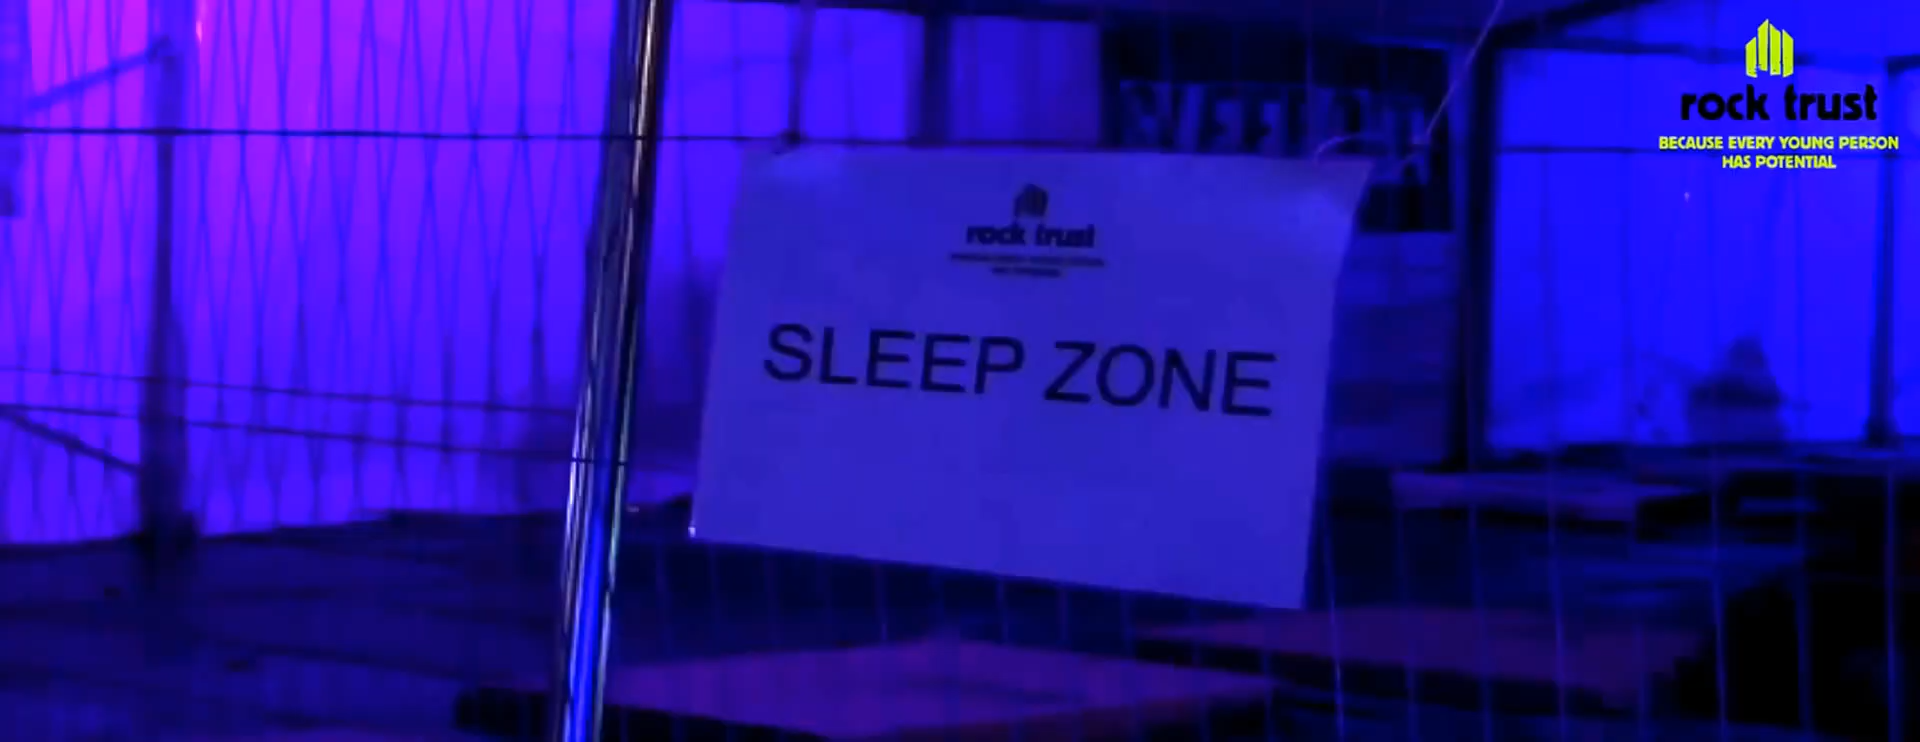 rock trust
BECAUSE EVERY YOUNG PERSON
HAS POTENTIAL
rock trust
SLEEP ZONE